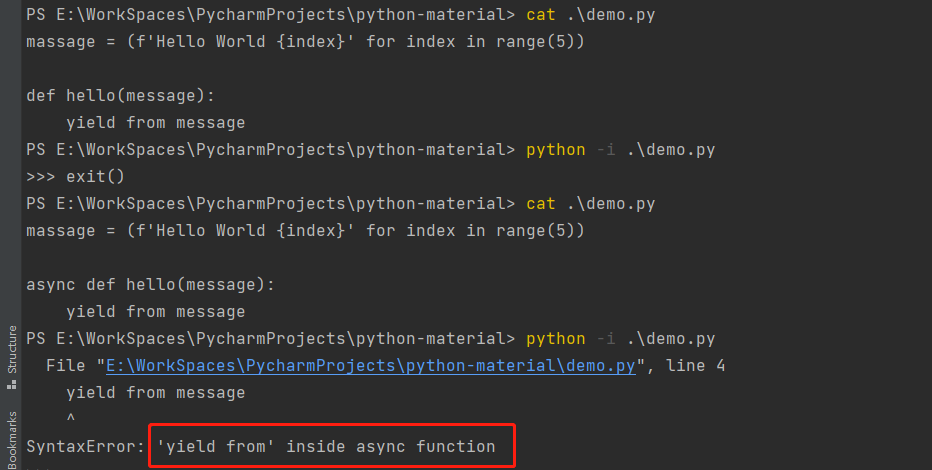 PS E:\WorkSpaces\PycharmProjects\python-material> cat .\demo.py
massage = (f'Hello World {index}' for index in range(5))
def hello(message):
    yield from message
PS E:\WorkSpaces\PycharmProjects\python-material> python -i .\demo.py
>>> exit()
PS E:\WorkSpaces\PycharmProjects\python-material> cat .\demo.py
massage = (f'Hello World {index}' for index in range(5))
async def hello(message):
    yield from message
PS E:\WorkSpaces\PycharmProjects\python-material> python -i .\demo.py
  File "E:\WorkSpaces\PycharmProjects\python-material\demo.py", line 4
    yield from message
    ^
SyntaxError: 'yield from' inside async function
Structure
Bookmarks